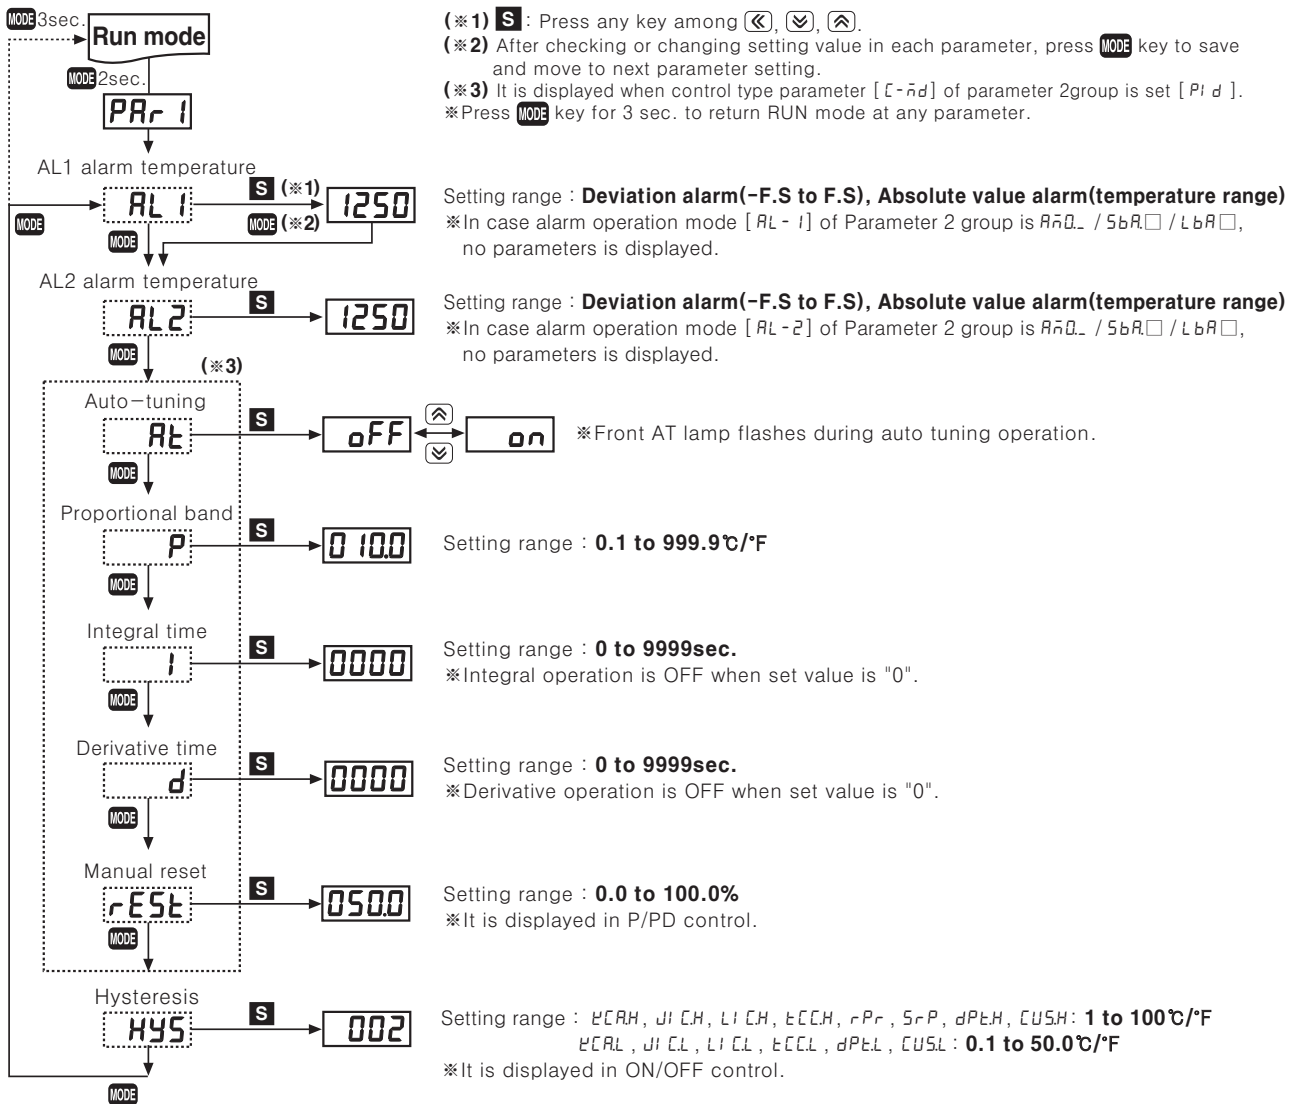 MODE 3sec.
Run mode
MODE 2sec.
PAr 1
(※1) S : Press any key among «, , .
(※2) After checking or changing setting value in each parameter, press MODE key to save
and move to next parameter setting.
(※3) It is displayed when control type parameter [C-md] of parameter 2group is set [PId].
※Press MODE key for 3 sec. to return RUN mode at any parameter.
AL1 alarm temperature
AL1 S (※1) 1250
MODE (※2)
MODE
MODE
Setting range : Deviation alarm(-F.S to F.S), Absolute value alarm(temperature range)
※In case alarm operation mode [AL-1] of Parameter 2 group is Am0._ / SbA.□ / LbA□,
no parameters is displayed.
AL2 alarm temperature
AL2 S 1250
MODE
Setting range : Deviation alarm(-F.S to F.S), Absolute value alarm(temperature range)
※In case alarm operation mode [AL-2] of Parameter 2 group is Am0._ / SbA.□ / LbA□,
no parameters is displayed.
(※3)
Auto-tuning
At S oFF on ※Front AT lamp flashes during auto tuning operation.
MODE
Proportional band
P S 010.0 Setting range : 0.1 to 999.9℃/℉
MODE
Integral time
I S 0000 Setting range : 0 to 9999sec.
※Integral operation is OFF when set value is "0".
MODE
Derivative time
d S 0000 Setting range : 0 to 9999sec.
※Derivative operation is OFF when set value is "0".
MODE
Manual reset
rESt S 050.0 Setting range : 0.0 to 100.0%
※It is displayed in P/PD control.
MODE
Hysteresis
HYS S 002 Setting range : KCA.H, JIC.H, LIC.H, tCC.H, rPr, SrP, dPt.H, CUS.H: 1 to 100℃/℉
KCA.L, JIC.L, LIC.L, tCC.L, dPt.L, CUS.L : 0.1 to 50.0℃/℉
※It is displayed in ON/OFF control.
MODE